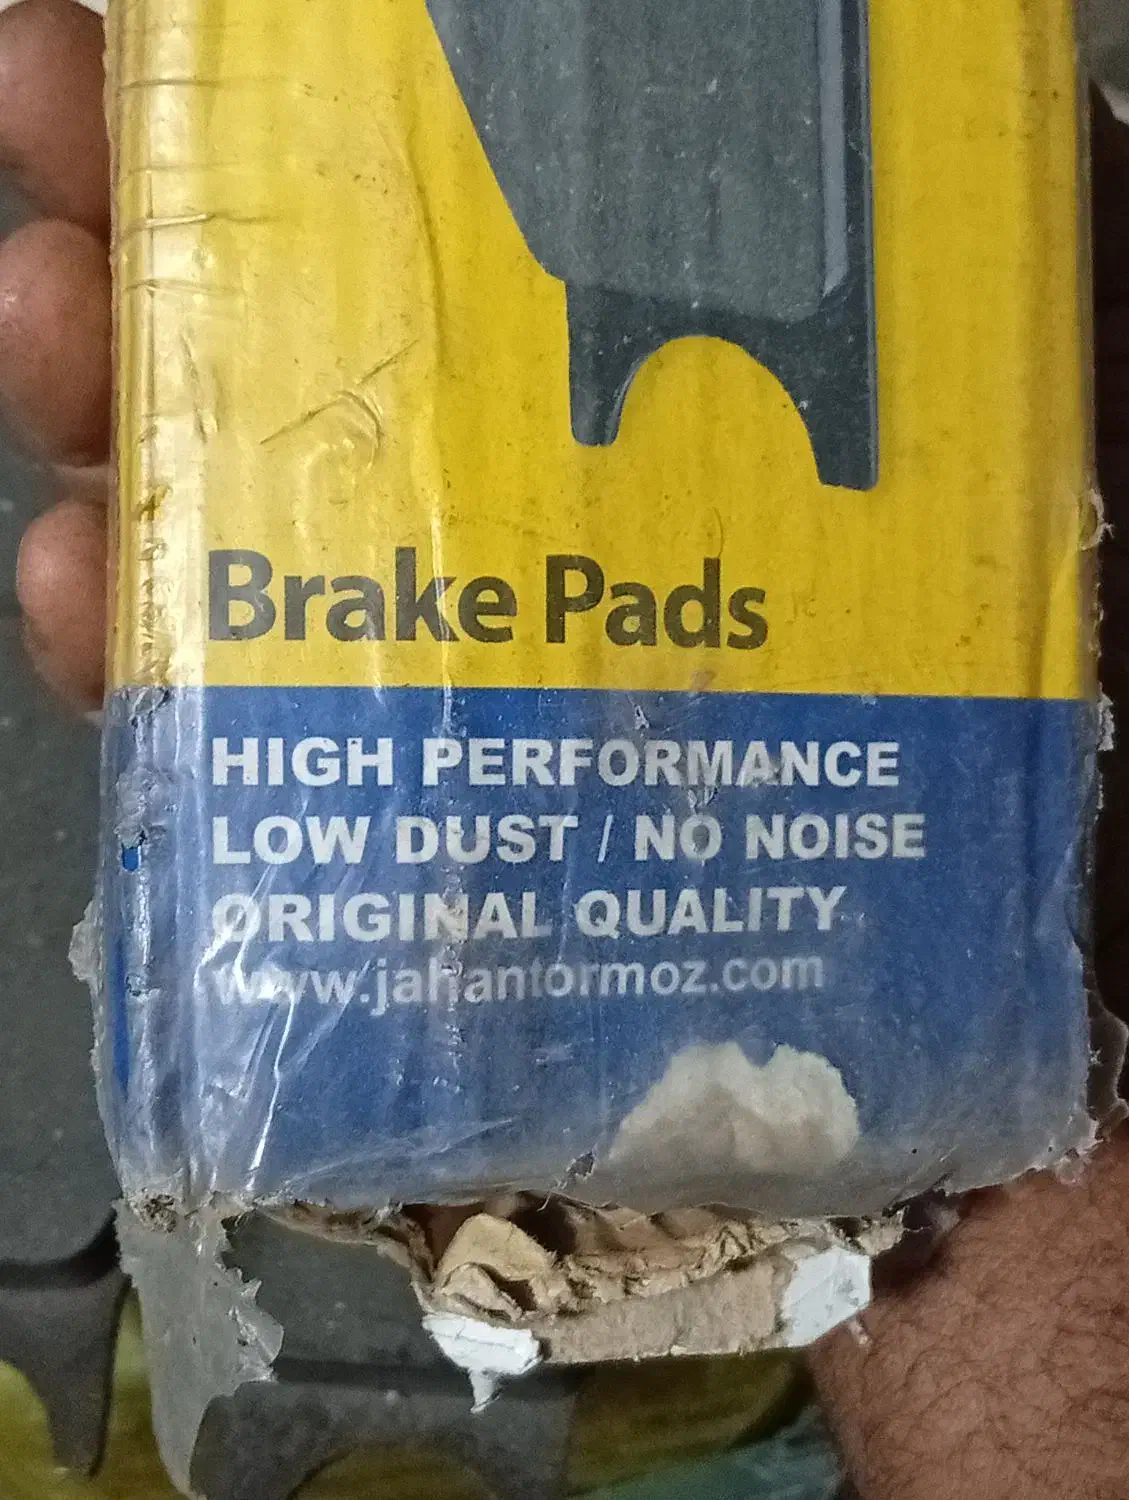 Brake Pads
HIGH PERFORMANCE
LOW DUST / NO NOISE
ORIGINAL QUALITY
www.jahantormoz.com